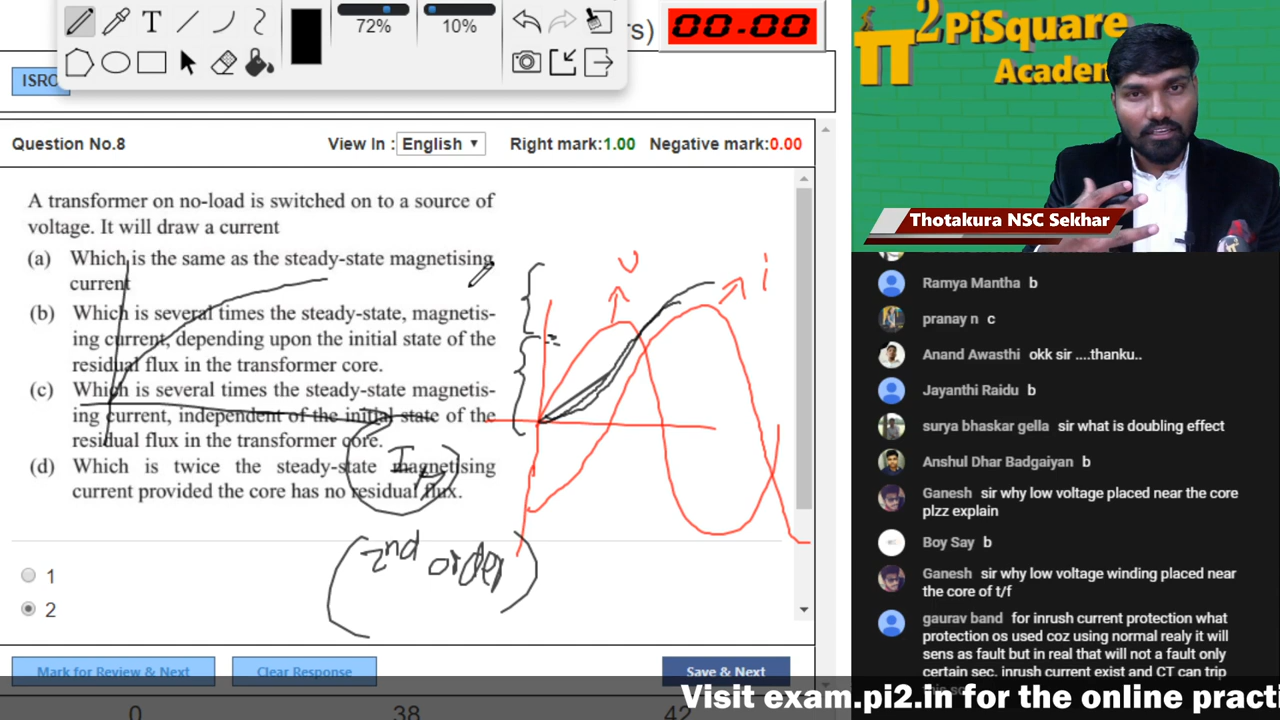 T
72%
10%
rs)
00.00
2
π
PiSquare
Academ
ISRO
Question No.8
View In :
English
Right mark:1.00
Negative mark:0.00
A transformer on no-load is switched on to a source of
voltage. It will draw a current
(a) Which is the same as the steady-state magnetising
current
(b) Which is several times the steady-state, magnetis-
ing current, depending upon the initial state of the
residual flux in the transformer core.
(c) Which is several times the steady-state magnetis-
ing current, independent of the initial state of the
residual flux in the transformer core.
(d) Which is twice the steady-state magnetising
current provided the core has no residual flux.
v
i
2nd order
1
2
Mark for Review & Next
Clear Response
Save & Next
0
38
42
Thotakura NSC Sekhar
Ramya Mantha b
pranay n c
Anand Awasthi okk sir ....thanku..
Jayanthi Raidu b
surya bhaskar gella sir what is doubling effect
Anshul Dhar Badgaiyan b
Ganesh sir why low voltage placed near the core
plzz explain
Boy Say b
Ganesh sir why low voltage winding placed near
the core of t/f
gaurav band for inrush current protection what
protection os used coz using normal realy it will
sens as fault but in real that will not a fault only
certain sec. inrush current exist and CT can trip
Visit exam.pi2.in for the online practi